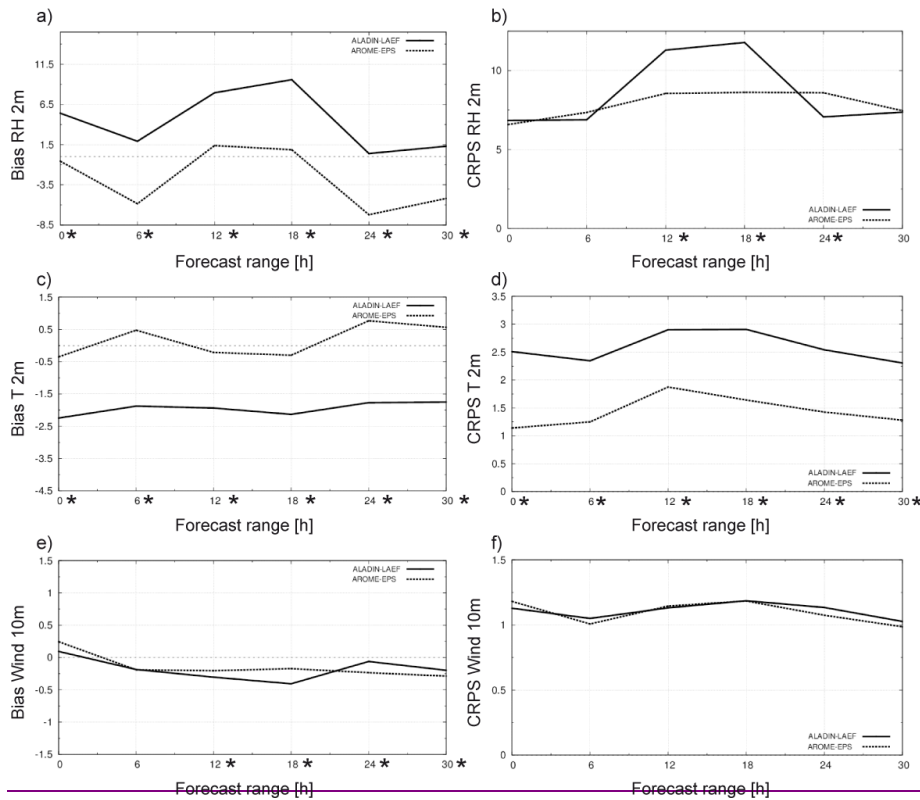 a)
ALADIN-LAEF
AROME-EPS
11.5
6.5
1.5
-3.5
-8.5
Bias RH 2m
0* 6* 12* 18* 24* 30*
Forecast range [h]
b)
10
5
0
CRPS RH 2m
ALADIN-LAEF
AROME-EPS
0 6 12* 18* 24* 30
Forecast range [h]
c)
ALADIN-LAEF
AROME-EPS
1.5
0.5
-0.5
-1.5
-2.5
-3.5
-4.5
Bias T 2m
0* 6* 12* 18* 24* 30*
Forecast range [h]
d)
3.5
3
2.5
2
1.5
1
0.5
0
CRPS T 2m
ALADIN-LAEF
AROME-EPS
0* 6* 12* 18* 24* 30*
Forecast range [h]
e)
ALADIN-LAEF
AROME-EPS
1.5
1
0.5
0
-0.5
-1
-1.5
Bias Wind 10m
0 6 12* 18* 24* 30*
Forecast range [h]
f)
1.5
1
0.5
0
CRPS Wind 10m
ALADIN-LAEF
AROME-EPS
0 6 12 18 24 30
Forecast range [h]